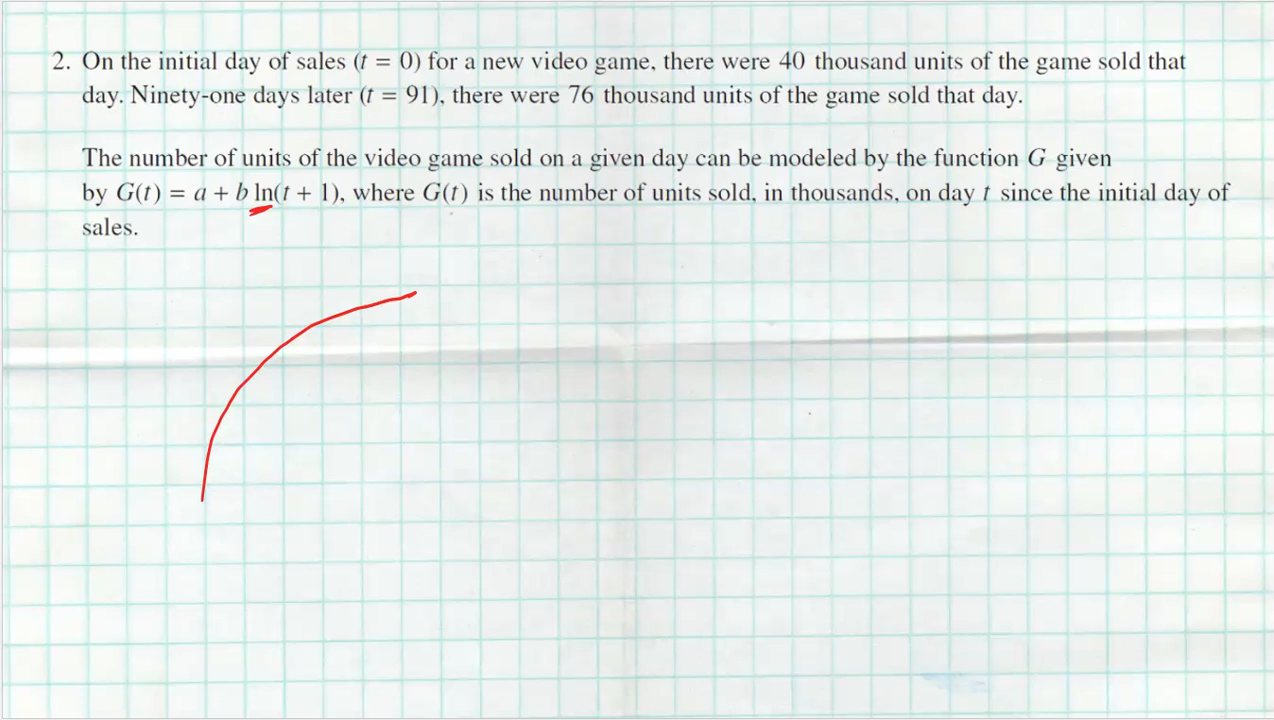 2. On the initial day of sales (t = 0) for a new video game, there were 40 thousand units of the game sold that
day. Ninety-one days later (t = 91), there were 76 thousand units of the game sold that day.
The number of units of the video game sold on a given day can be modeled by the function G given
by G(t) = a + b ln(t + 1), where G(t) is the number of units sold, in thousands, on day t since the initial day of
sales.